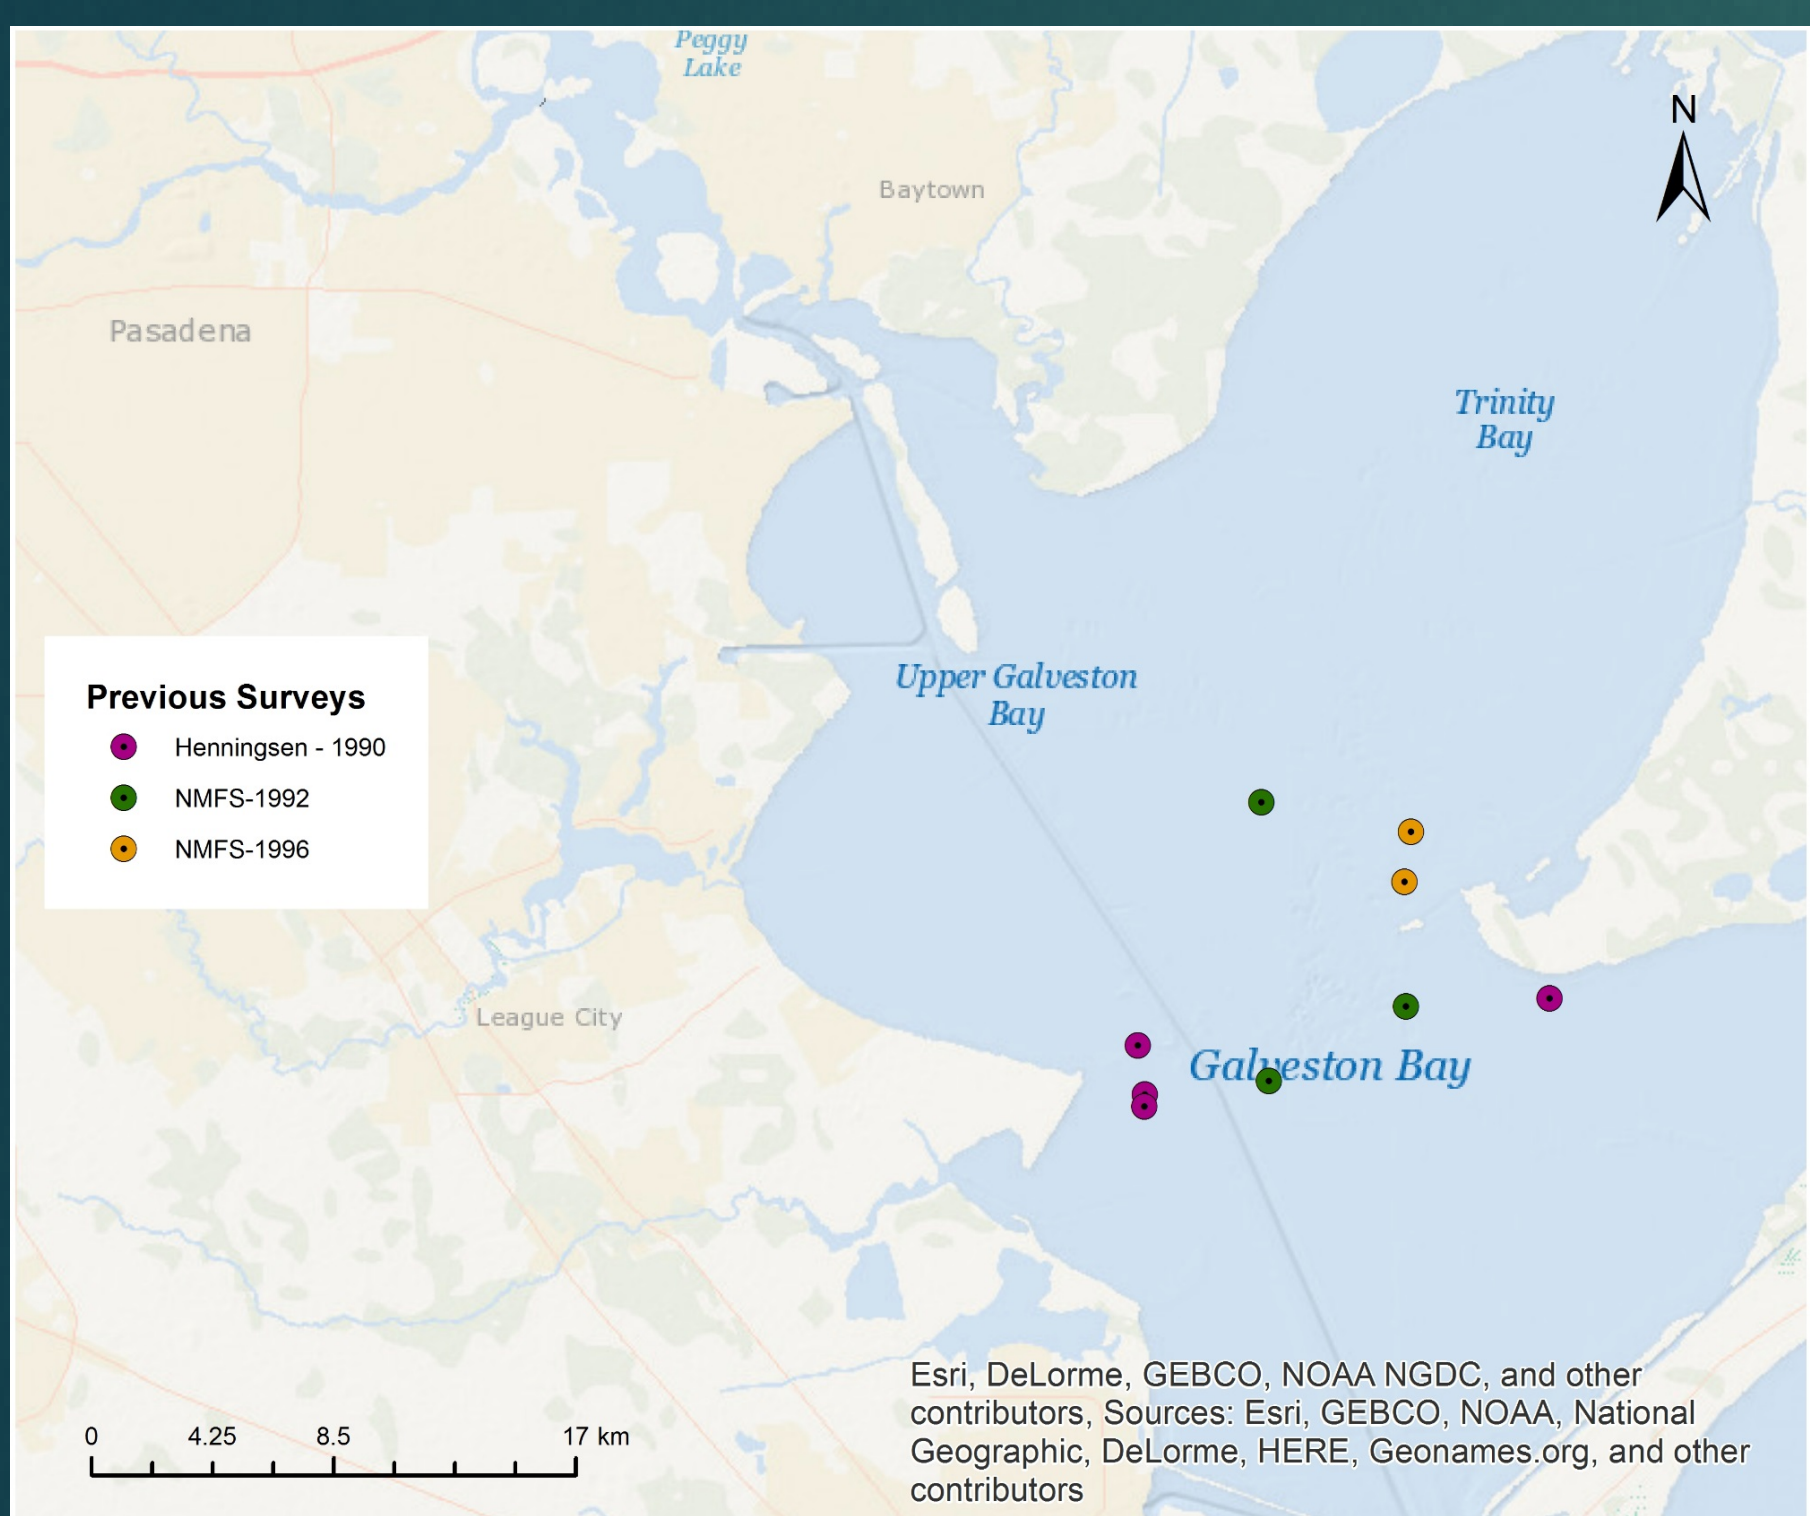 Peggy
Lake
N
Baytown
Pasadena
Trinity
Bay
Upper Galveston
Bay
Previous Surveys
Henningsen - 1990
NMFS-1992
NMFS-1996
League City
Galveston Bay
0 4.25 8.5 17 km
Esri, DeLorme, GEBCO, NOAA NGDC, and other
contributors, Sources: Esri, GEBCO, NOAA, National
Geographic, DeLorme, HERE, Geonames.org, and other
contributors